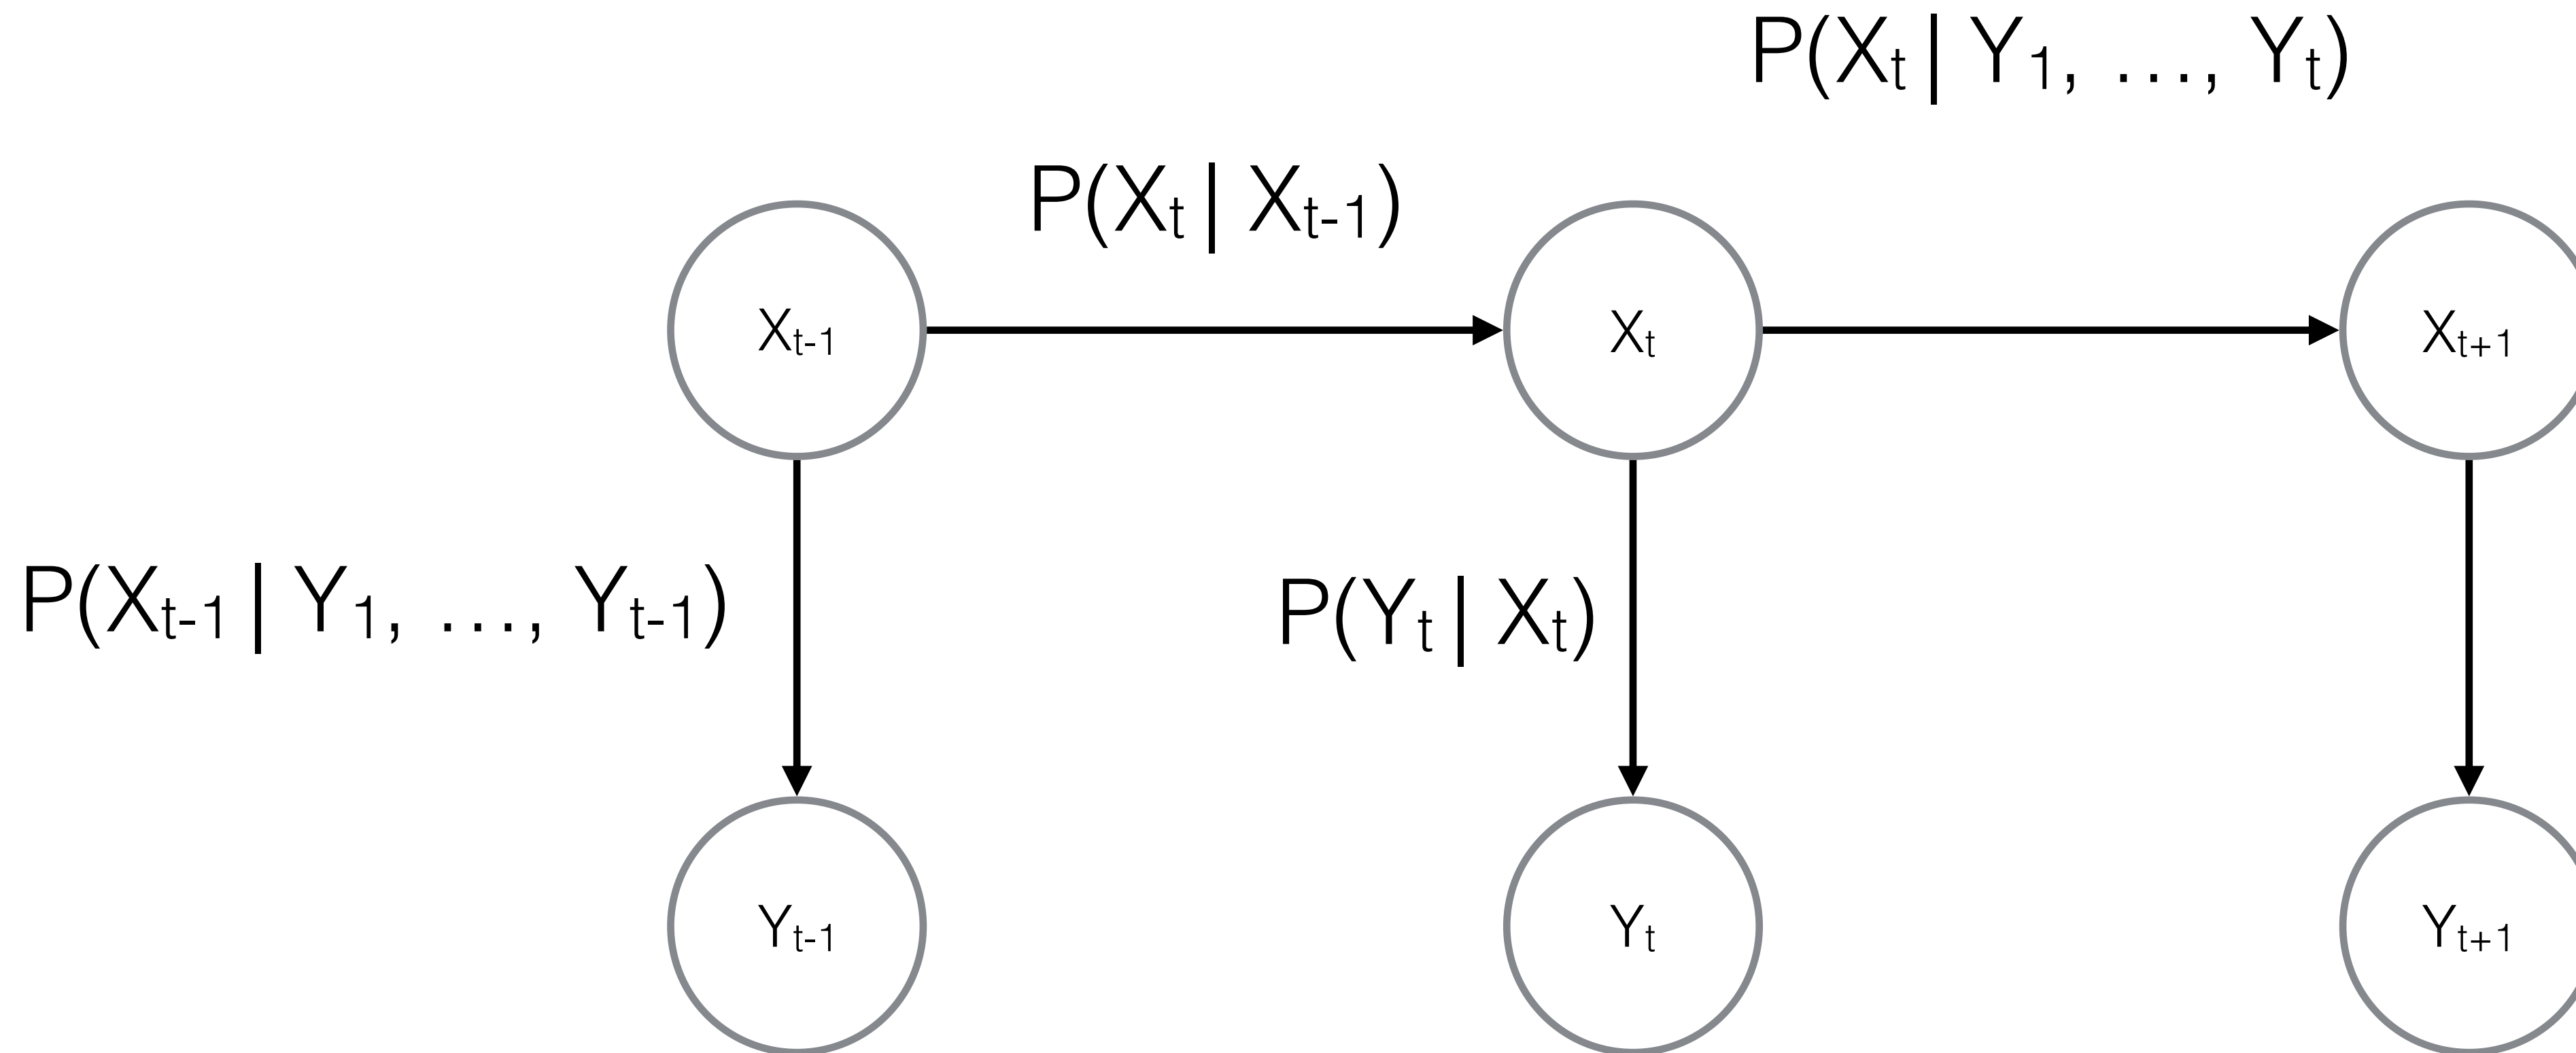 P(Xt | Y1, …, Yt)
P(Xt | Xt-1)
Xt-1
Xt
Xt+1
P(Xt-1 | Y1, …, Yt-1)
P(Yt | Xt)
Yt-1
Yt
Yt+1